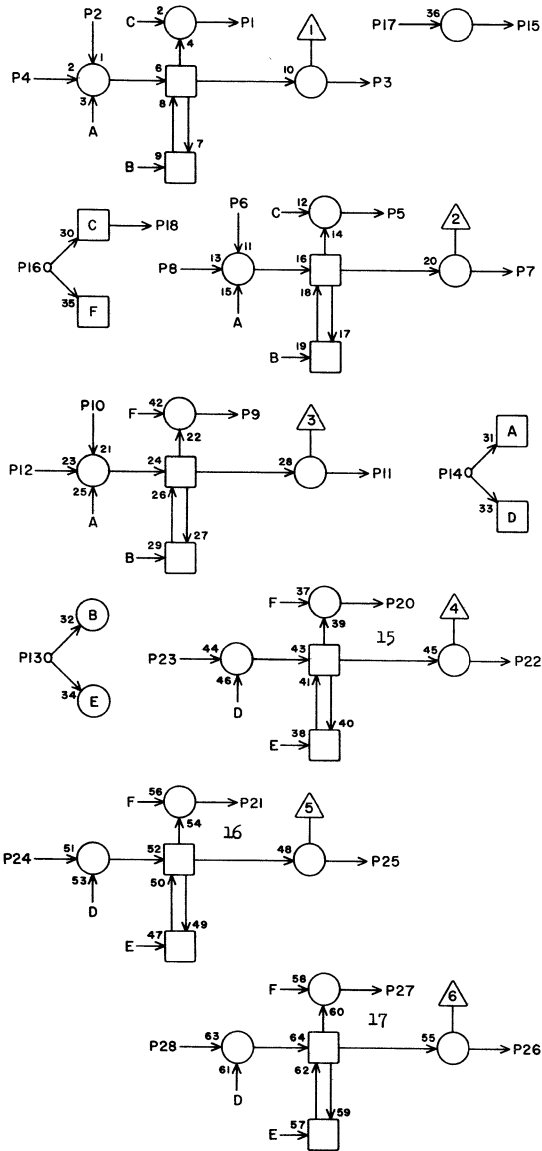 C 2 P1 1 P17 36 P15
P2 4
P4 2 1 6 10 P3
3 8
A 7
B 9
P6 C 12 P5 2
30 C P18 14
P16 P8 13 11 16 20 P7
35 F 15 18
A 17
B 19
P10 F 42 P9 3 A
21 22 31
P12 23 24 28 P11 P14
25 26 33 D
A 27
B 29
B F 37 P20 4
32 39 15
P13 P23 44 43 45 P22
34 E 46 41
D 40
E 38
F 56 P21 5
54 16
P24 51 52 48 P25
53 50
D 49
E 47
F 58 P27 6
60 17
P28 63 64 55 P26
61 62
D 59
E 57